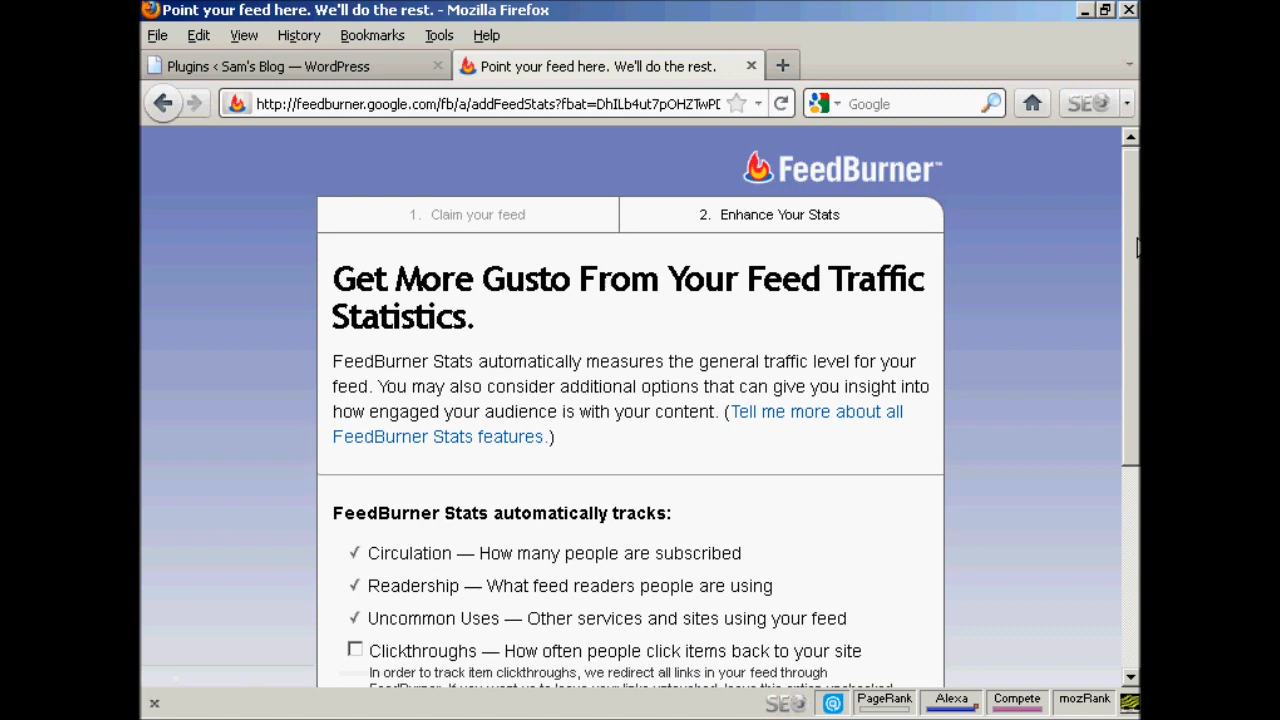 Point your feed here. We'll do the rest. - Mozilla Firefox
File Edit View History Bookmarks Tools Help
Plugins ‹ Sam's Blog — WordPress
Point your feed here. We'll do the rest.
http://feedburner.google.com/fb/a/addFeedStats?fbat=DhILb4ut7pOHZTwPD
Google
SEO
FeedBurner™
1. Claim your feed
2. Enhance Your Stats
Get More Gusto From Your Feed Traffic
Statistics.
FeedBurner Stats automatically measures the general traffic level for your
feed. You may also consider additional options that can give you insight into
how engaged your audience is with your content. (Tell me more about all
FeedBurner Stats features.)
FeedBurner Stats automatically tracks:
Circulation — How many people are subscribed
Readership — What feed readers people are using
Uncommon Uses — Other services and sites using your feed
Clickthroughs — How often people click items back to your site
In order to track item clickthroughs, we redirect all links in your feed through
SEO
PageRank
Alexa
Compete
mozRank